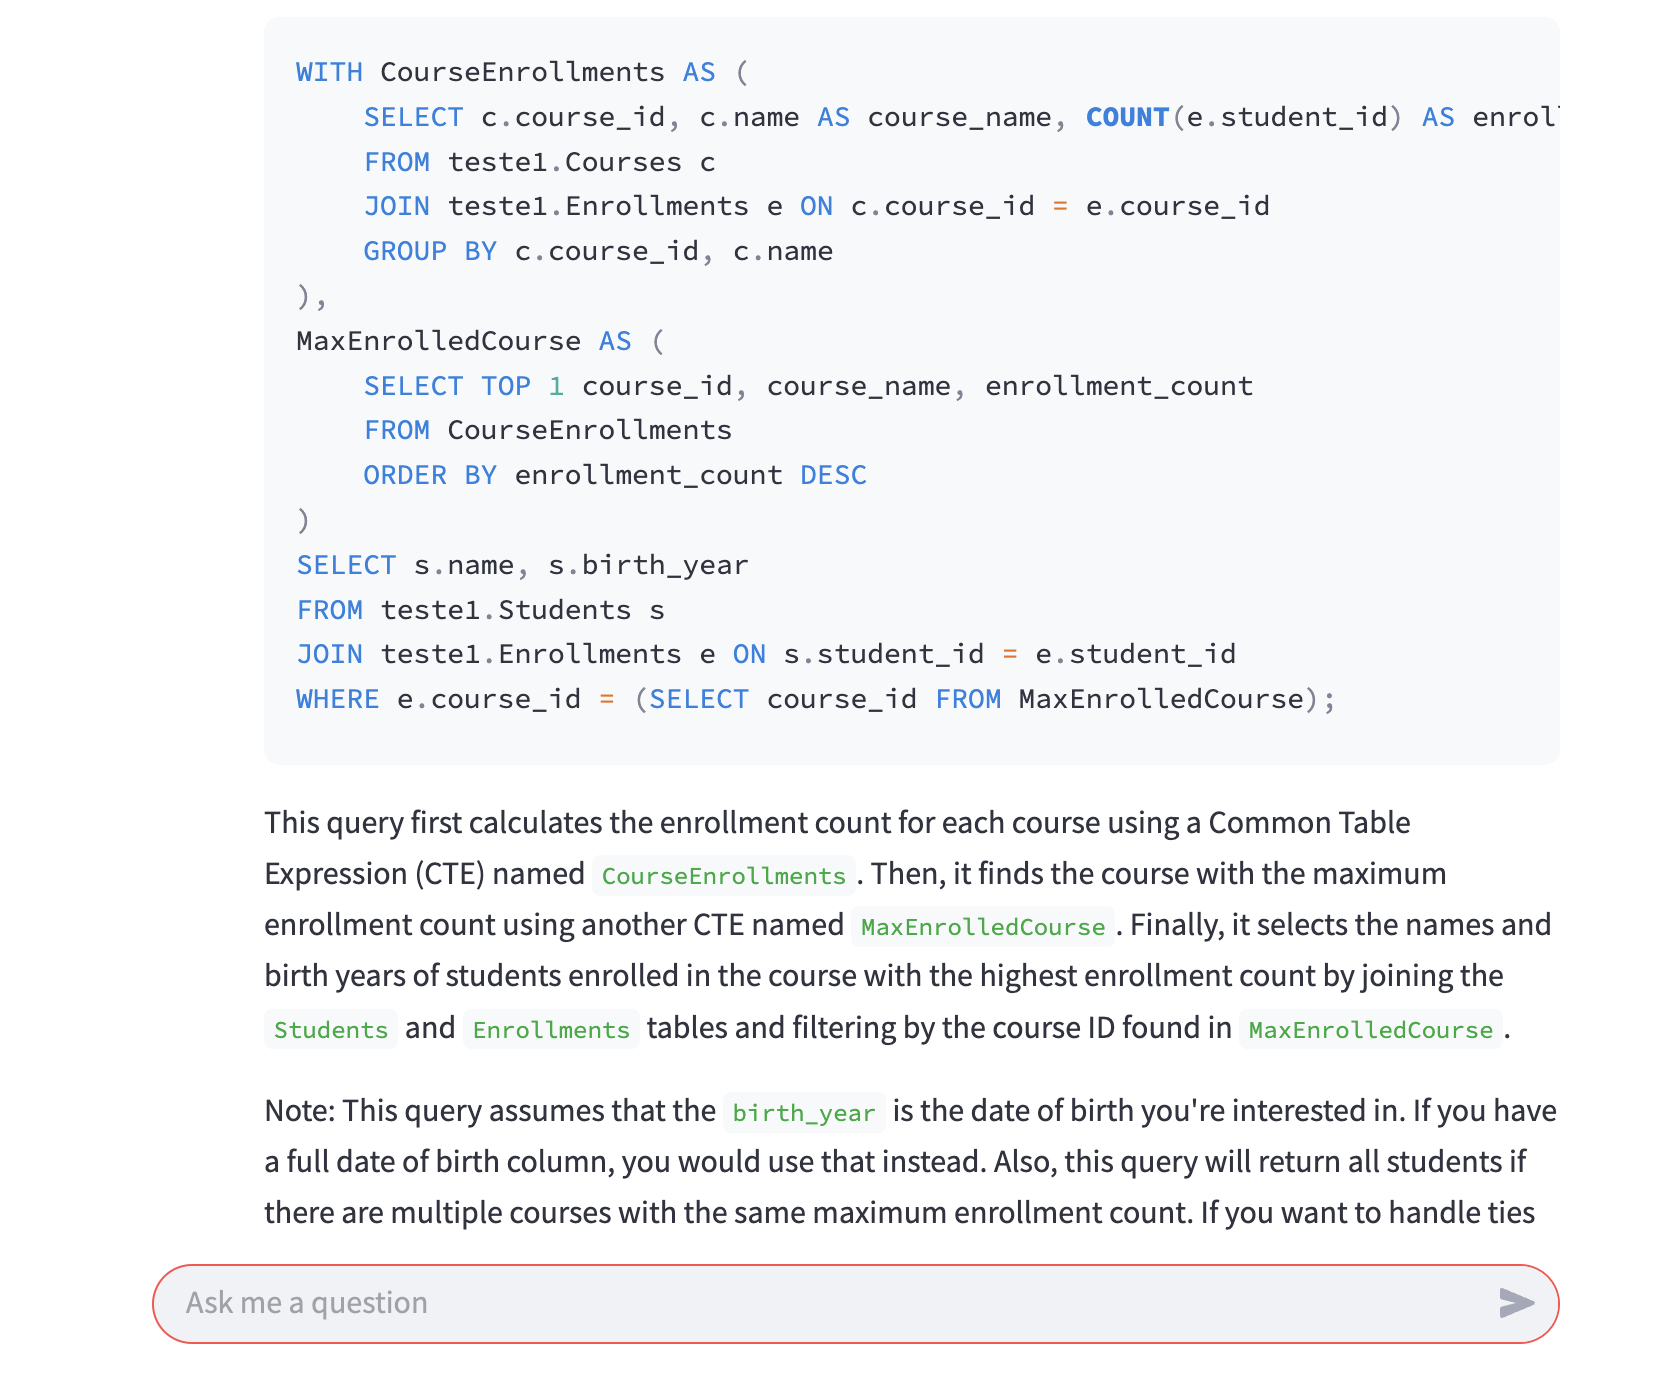 WITH CourseEnrollments AS (
    SELECT c.course_id, c.name AS course_name, COUNT(e.student_id) AS
    FROM teste1.Courses c
    JOIN teste1.Enrollments e ON c.course_id = e.course_id
    GROUP BY c.course_id, c.name
),
MaxEnrolledCourse AS (
    SELECT TOP 1 course_id, course_name, enrollment_count
    FROM CourseEnrollments
    ORDER BY enrollment_count DESC
)
SELECT s.name, s.birth_year
FROM teste1.Students s
JOIN teste1.Enrollments e ON s.student_id = e.student_id
WHERE e.course_id = (SELECT course_id FROM MaxEnrolledCourse);
This query first calculates the enrollment count for each course using a Common Table
Expression (CTE) named CourseEnrollments. Then, it finds the course with the maximum
enrollment count using another CTE named MaxEnrolledCourse. Finally, it selects the names and
birth years of students enrolled in the course with the highest enrollment count by joining the
Students and Enrollments tables and filtering by the course ID found in MaxEnrolledCourse.
Note: This query assumes that the birth_year is the date of birth you're interested in. If you have
a full date of birth column, you would use that instead. Also, this query will return all students if
there are multiple courses with the same maximum enrollment count. If you want to handle ties
Ask me a question